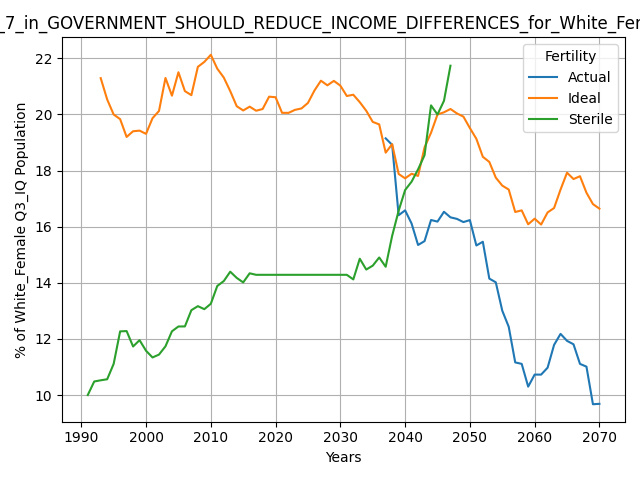 _7_in_GOVERNMENT_SHOULD_REDUCE_INCOME_DIFFERENCES_for_White_Fem
% of White_Female Q3_IQ Population
22
20
18
16
14
12
10
Fertility
Actual
Ideal
Sterile
1990 2000 2010 2020 2030 2040 2050 2060 2070
Years